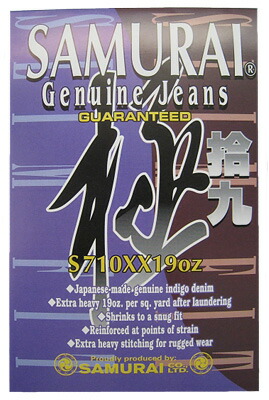 SAMURAI®
Genuine Jeans
GUARANTEED
侍
拾九
S710XX19oz
◆Japanese-made genuine indigo denim
◆Extra heavy 19oz. per sq. yard after laundering
◆Shrinks to a snug fit
◆Reinforced at points of strain
◆Extra heavy stitching for rugged wear
Proudly produced by:
SAMURAI CO. LTD.